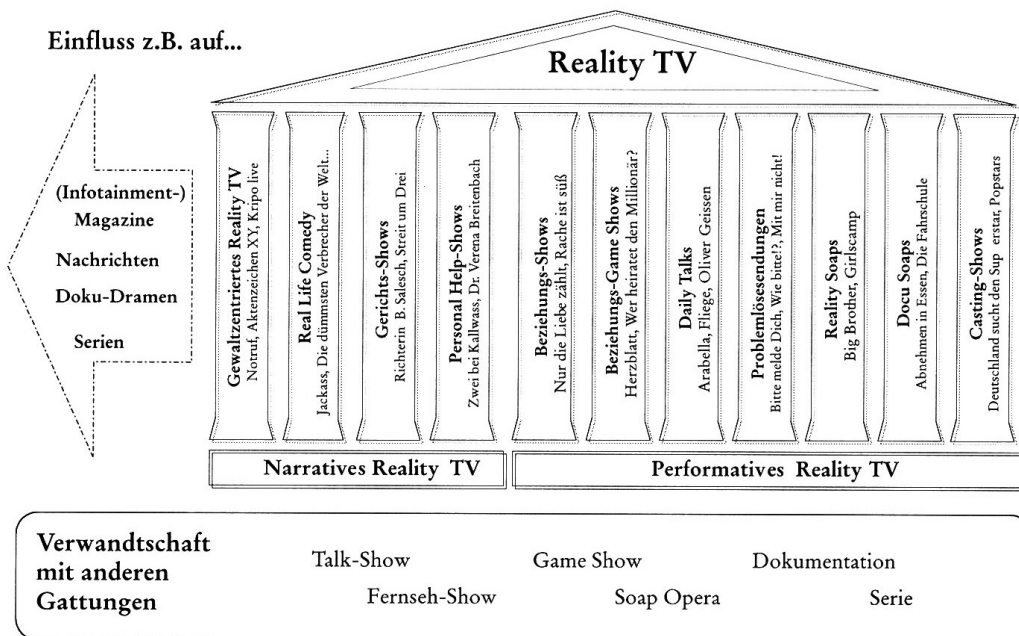 Einfluss z.B. auf...
Reality TV
(Infotainment-)
Magazine
Nachrichten
Doku-Dramen
Serien
Gewaltzentriertes Reality TV
Notruf, Aktenzeichen XY, Kripo live
Real Life Comedy
Jackass, Die dümmsten Verbrecher der Welt...
Gerichts-Shows
Richterin B. Salesch, Streit um Drei
Personal Help-Shows
Zwei bei Kallwass, Dr. Verena Breitenbach
Beziehungs-Shows
Nur die Liebe zählt, Rache ist süß
Beziehungs-Game Shows
Herzblatt, Wer heiratet den Millionär?
Daily Talks
Arabella, Fliege, Oliver Geissen
Problemlösesendungen
Bitte melde Dich, Wie bitte!?, Mit mir nicht!
Reality Soaps
Big Brother, Girlscamp
Docu Soaps
Abnehmen in Essen, Die Fahrschule
Casting-Shows
Deutschland sucht den Sup erstar, Popstars
Narratives Reality TV
Performatives Reality TV
Verwandtschaft
mit anderen
Gattungen
Talk-Show
Game Show
Dokumentation
Fernseh-Show
Soap Opera
Serie